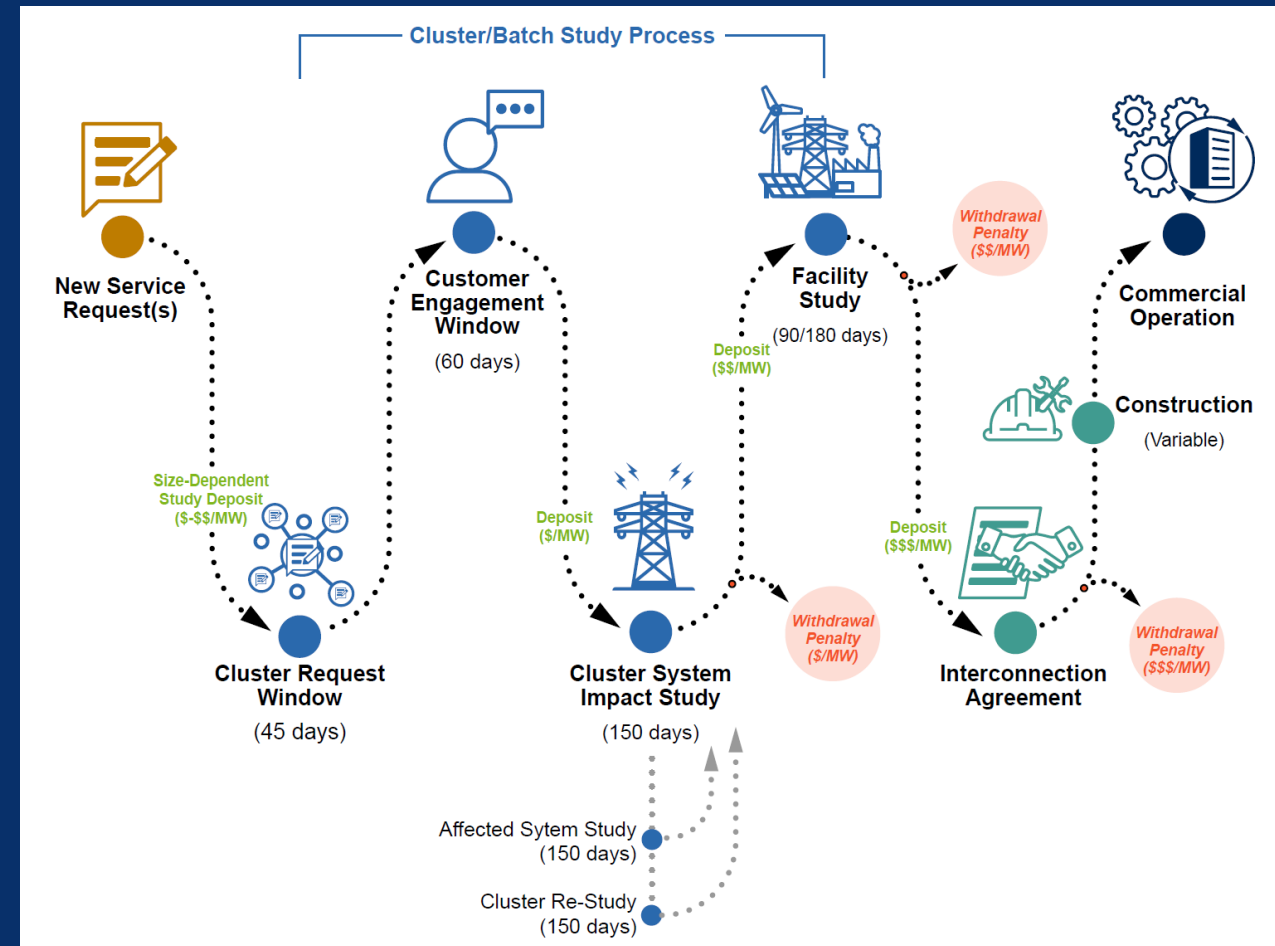 Cluster/Batch Study Process
New Service
Request(s)
Size-Dependent
Study Deposit
($-$$/MW)
Cluster Request
Window
(45 days)
Customer
Engagement
Window
(60 days)
Deposit
($/MW)
Cluster System
Impact Study
(150 days)
Affected Sytem Study
(150 days)
Cluster Re-Study
(150 days)
Withdrawal
Penalty
($/MW)
Deposit
($$/MW)
Facility
Study
(90/180 days)
Withdrawal
Penalty
($$/MW)
Deposit
($$$/MW)
Interconnection
Agreement
Withdrawal
Penalty
($$$/MW)
Construction
(Variable)
Commercial
Operation